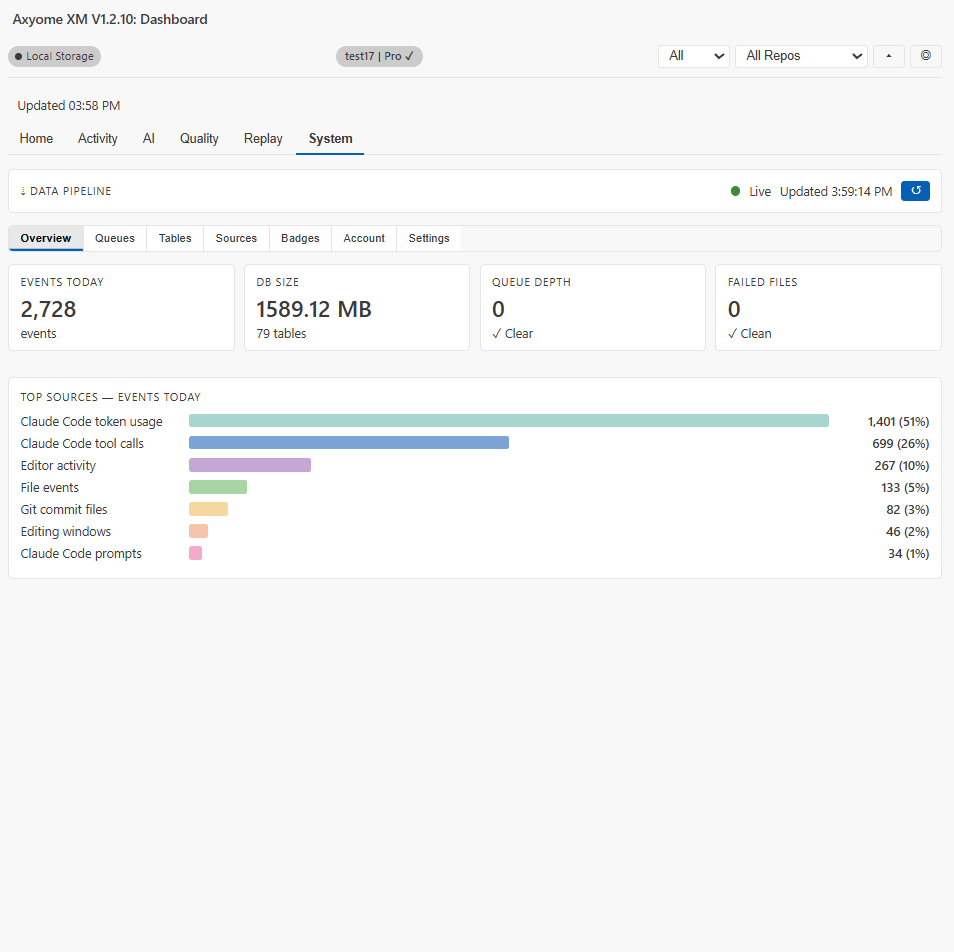 Axyome XM V1.2.10: Dashboard
● Local Storage
test17 | Pro ✓
All
All Repos
Updated 03:58 PM
Home Activity AI Quality Replay System
↓ DATA PIPELINE
Live Updated 3:59:14 PM
Overview Queues Tables Sources Badges Account Settings
EVENTS TODAY
2,728
events
DB SIZE
1589.12 MB
79 tables
QUEUE DEPTH
0
✓ Clear
FAILED FILES
0
✓ Clean
TOP SOURCES — EVENTS TODAY
Claude Code token usage 1,401 (51%)
Claude Code tool calls 699 (26%)
Editor activity 267 (10%)
File events 133 (5%)
Git commit files 82 (3%)
Editing windows 46 (2%)
Claude Code prompts 34 (1%)